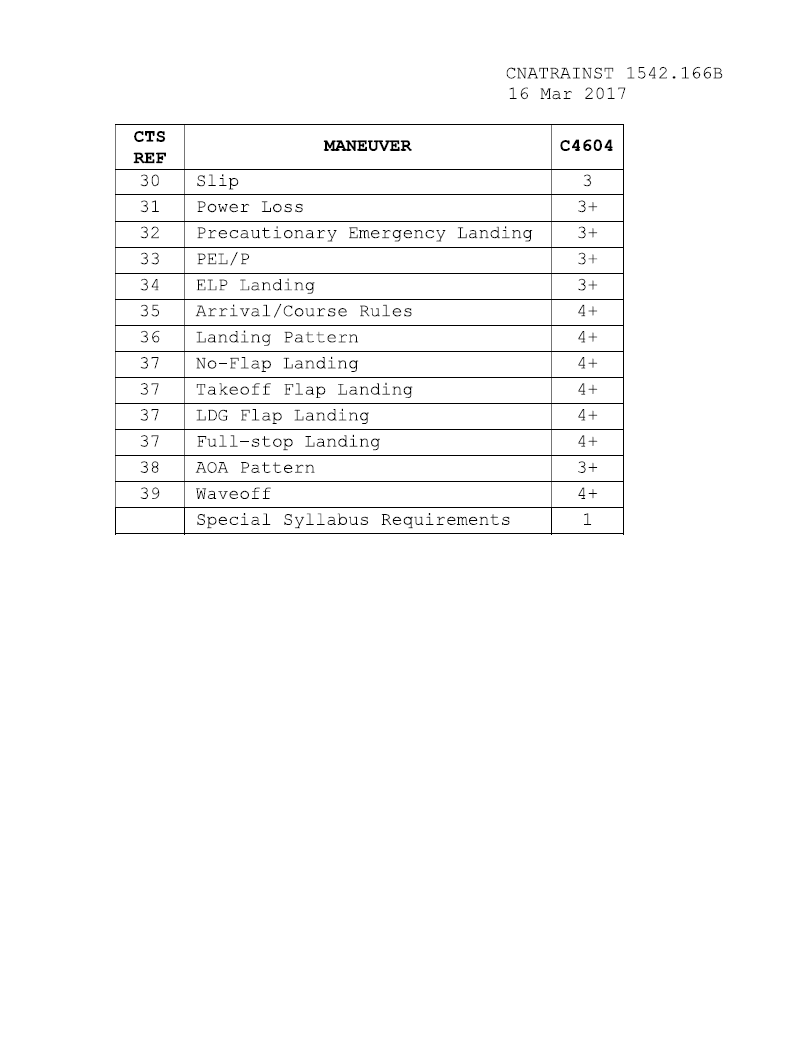 CNATRAINST 1542.166B
16 Mar 2017
CTS REF MANEUVER C4604
30 Slip 3
31 Power Loss 3+
32 Precautionary Emergency Landing 3+
33 PEL/P 3+
34 ELP Landing 3+
35 Arrival/Course Rules 4+
36 Landing Pattern 4+
37 No-Flap Landing 4+
37 Takeoff Flap Landing 4+
37 LDG Flap Landing 4+
37 Full-stop Landing 4+
38 AOA Pattern 3+
39 Waveoff 4+
Special Syllabus Requirements 1